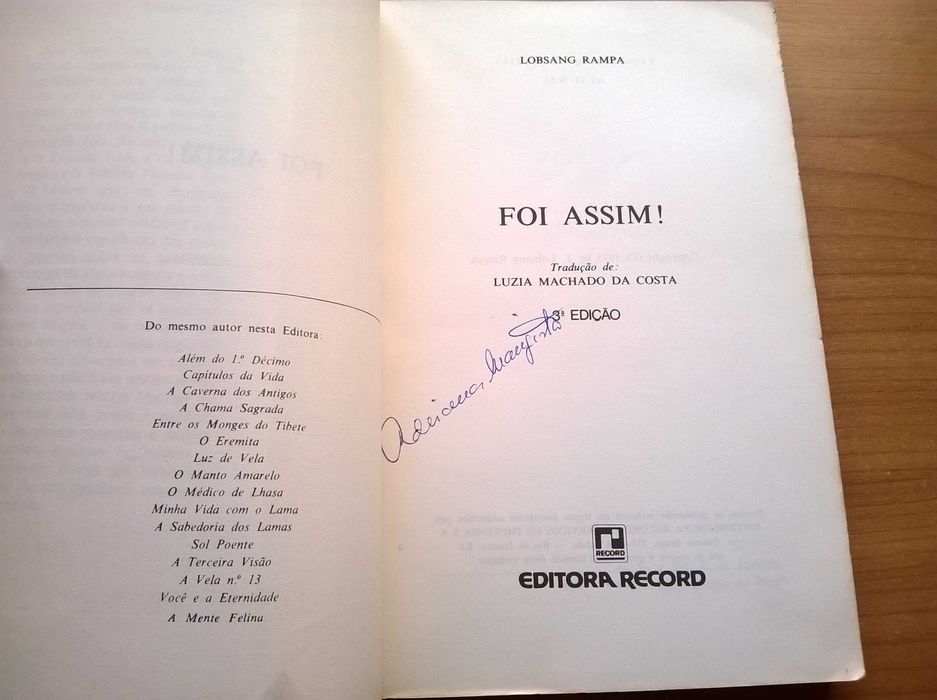 Do mesmo autor nesta Editora:
Além do 1.º Décimo
Capítulos da Vida
A Caverna dos Antigos
A Chama Sagrada
Entre os Monges do Tibete
O Eremita
Luz de Vela
O Manto Amarelo
O Médico de Lhasa
Minha Vida com o Lama
A Sabedoria dos Lamas
Sol Poente
A Terceira Visão
A Vela n.º 13
Você e a Eternidade
A Mente Felina
LOBSANG RAMPA
FOI ASSIM!
Tradução de:
LUZIA MACHADO DA COSTA
3ª EDIÇÃO
Adriana
RECORD
EDITORA RECORD